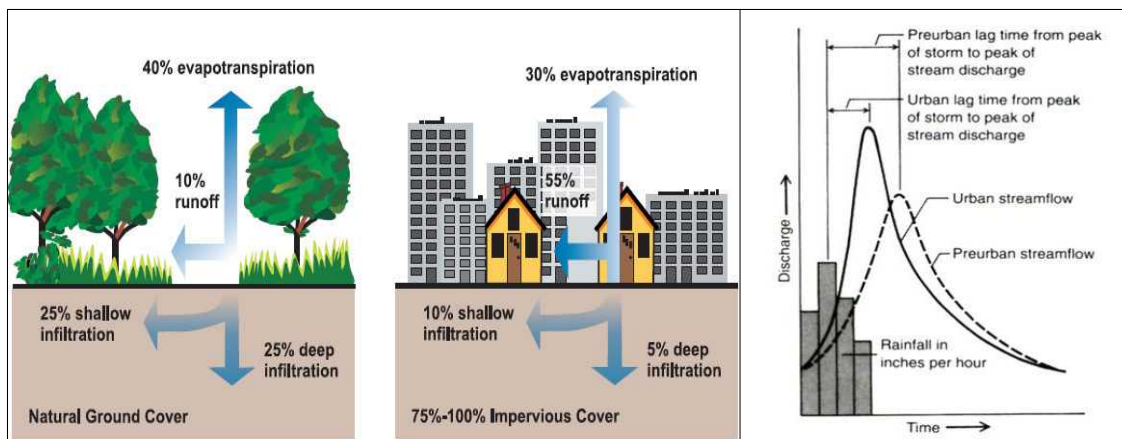 40% evapotranspiration
10%
runoff
25% shallow
infiltration
25% deep
infiltration
Natural Ground Cover
30% evapotranspiration
55%
runoff
10% shallow
infiltration
5% deep
infiltration
75%-100% Impervious Cover
Preurban lag time from peak
of storm to peak of
stream discharge
Urban lag time from peak
of storm to peak of
stream discharge
Urban streamflow
Preurban streamflow
Discharge
Rainfall in
inches per hour
Time